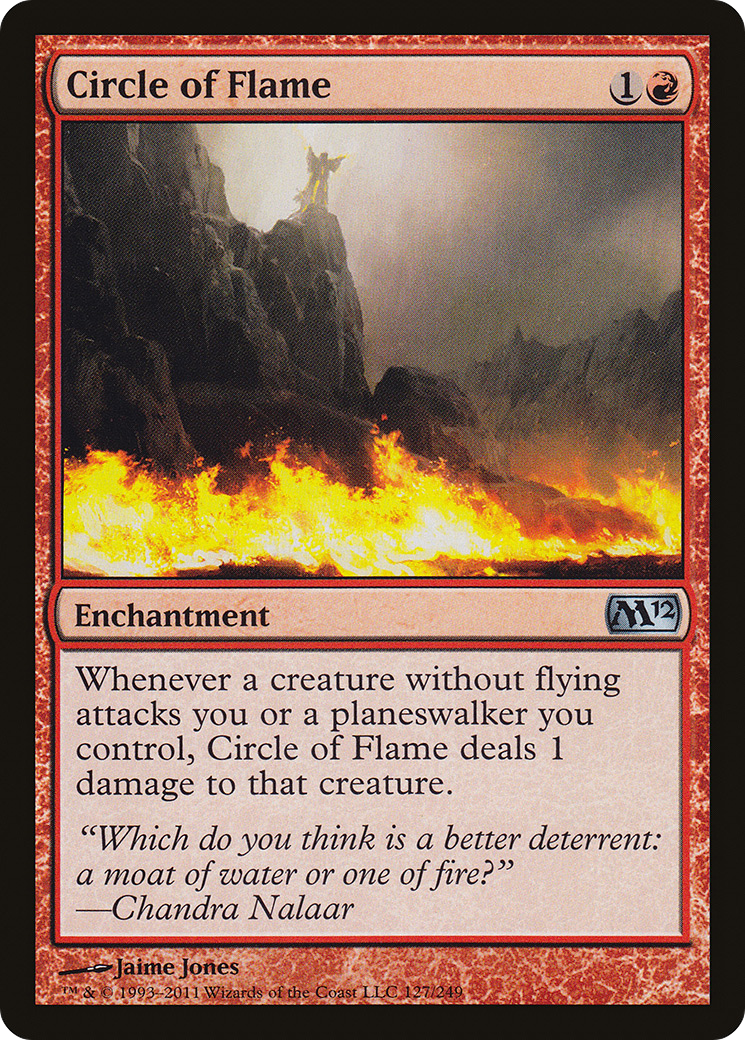 Circle of Flame 1
Enchantment M12
Whenever a creature without flying
attacks you or a planeswalker you
control, Circle of Flame deals 1
damage to that creature.
“Which do you think is a better deterrent:
a moat of water or one of fire?”
—Chandra Nalaar
Jaime Jones
™ & © 1993–2011 Wizards of the Coast LLC 127/249